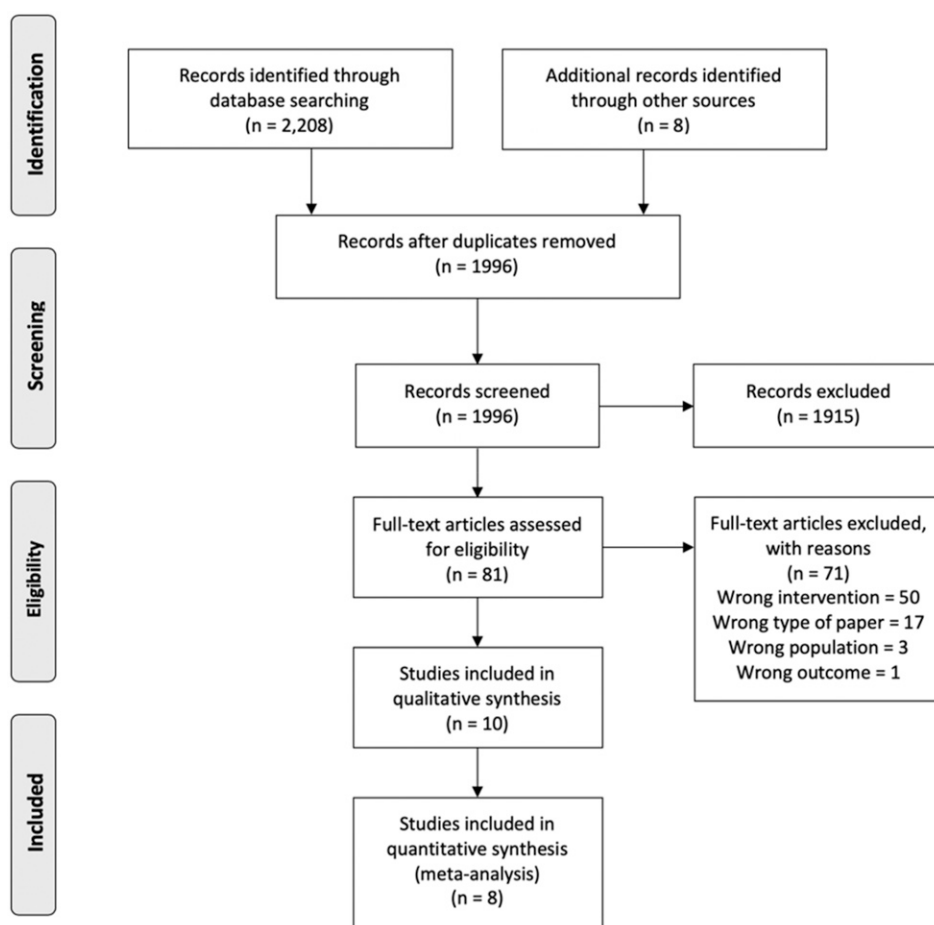 Identification
Records identified through
database searching
(n = 2,208)
Additional records identified
through other sources
(n = 8)
Records after duplicates removed
(n = 1996)
Screening
Records screened
(n = 1996)
Records excluded
(n = 1915)
Eligibility
Full-text articles assessed
for eligibility
(n = 81)
Full-text articles excluded,
with reasons
(n = 71)
Wrong intervention = 50
Wrong type of paper = 17
Wrong population = 3
Wrong outcome = 1
Studies included in
qualitative synthesis
(n = 10)
Included
Studies included in
quantitative synthesis
(meta-analysis)
(n = 8)